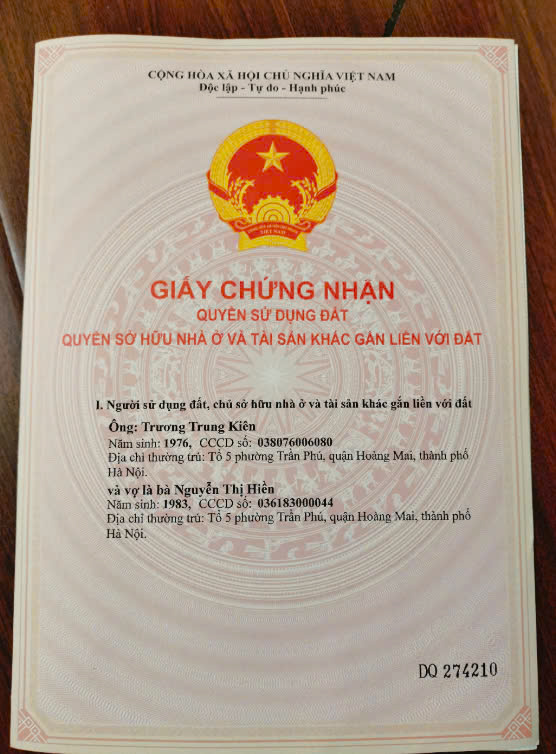 CỘNG HÒA XÃ HỘI CHỦ NGHĨA VIỆT NAM
Độc lập - Tự do - Hạnh phúc
VIỆT NAM
GIẤY CHỨNG NHẬN
QUYỀN SỬ DỤNG ĐẤT
QUYỀN SỞ HỮU NHÀ Ở VÀ TÀI SẢN KHÁC GẮN LIỀN VỚI ĐẤT
I. Người sử dụng đất, chủ sở hữu nhà ở và tài sản khác gắn liền với đất
Ông: Trương Trung Kiên
Năm sinh: 1976, CCCD số: 038076006080
Địa chỉ thường trú: Tổ 5 phường Trần Phú, quận Hoàng Mai, thành phố
Hà Nội.
và vợ là bà Nguyễn Thị Hiền
Năm sinh: 1983, CCCD số: 036183000044
Địa chỉ thường trú: Tổ 5 phường Trần Phú, quận Hoàng Mai, thành phố
Hà Nội.
DQ 274210